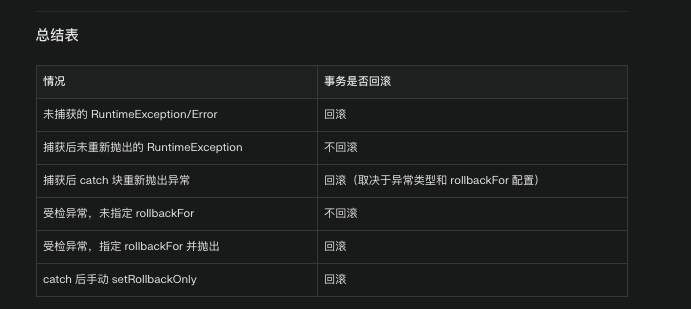 总结表
情况 事务是否回滚
未捕获的 RuntimeException/Error 回滚
捕获后未重新抛出的 RuntimeException 不回滚
捕获后 catch 块重新抛出异常 回滚（取决于异常类型和 rollbackFor 配置）
受检异常，未指定 rollbackFor 不回滚
受检异常，指定 rollbackFor 并抛出 回滚
catch 后手动 setRollbackOnly 回滚